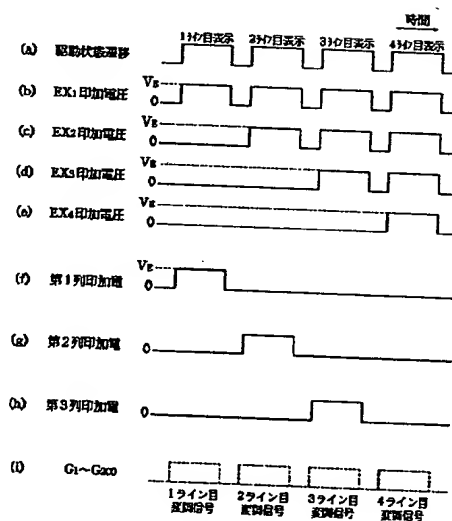 時間
1ライン目表示 2ライン目表示 3ライン目表示 4ライン目表示
(a) 駆動状態遷移
(b) EX1印加電圧 VE 0
(c) EX2印加電圧 VE 0
(d) EX3印加電圧 VE 0
(e) EX4印加電圧 VE 0
(f) 第1列印加電 VE 0
(g) 第2列印加電 0
(h) 第3列印加電 0
(i) G1～G200
1ライン目 2ライン目 3ライン目 4ライン目
変調信号 変調信号 変調信号 変調信号